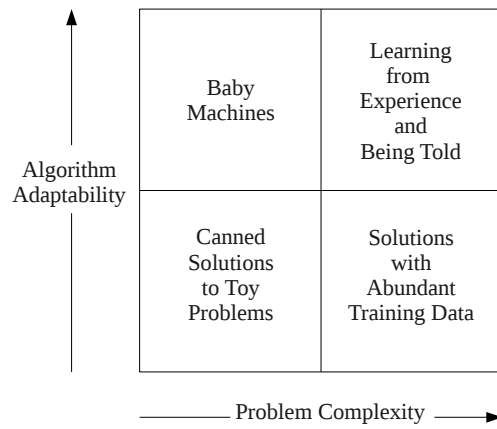 Baby
Machines
Learning
from
Experience
and
Being Told
Algorithm
Adaptability
Canned
Solutions
to Toy
Problems
Solutions
with
Abundant
Training Data
Problem Complexity